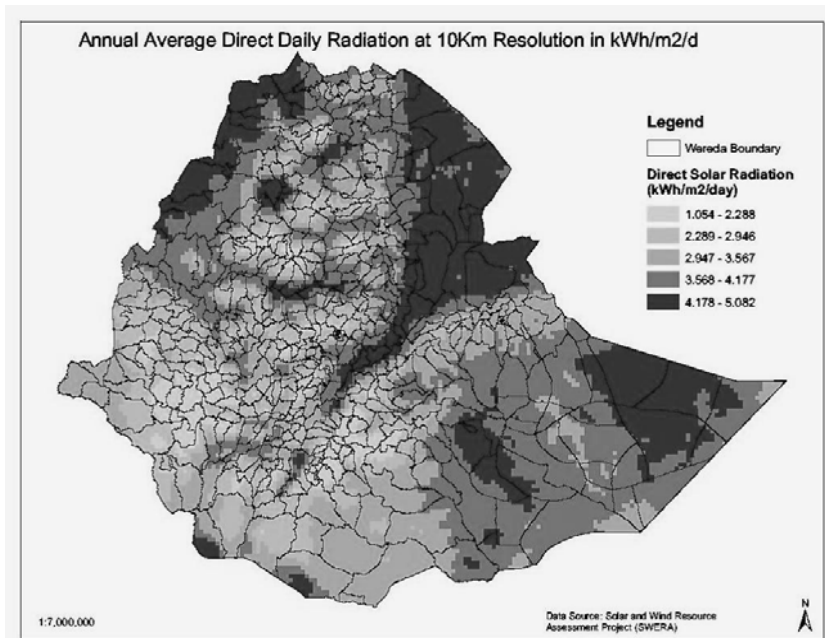 Annual Average Direct Daily Radiation at 10Km Resolution in kWh/m2/d
Legend
Wereda Boundary
Direct Solar Radiation
(kWh/m2/day)
1.054 - 2.288
2.289 - 2.946
2.947 - 3.567
3.568 - 4.177
4.178 - 5.082
N
1:7,000,000
Data Source: Solar and Wind Resource
Assessment Project (SWERA)